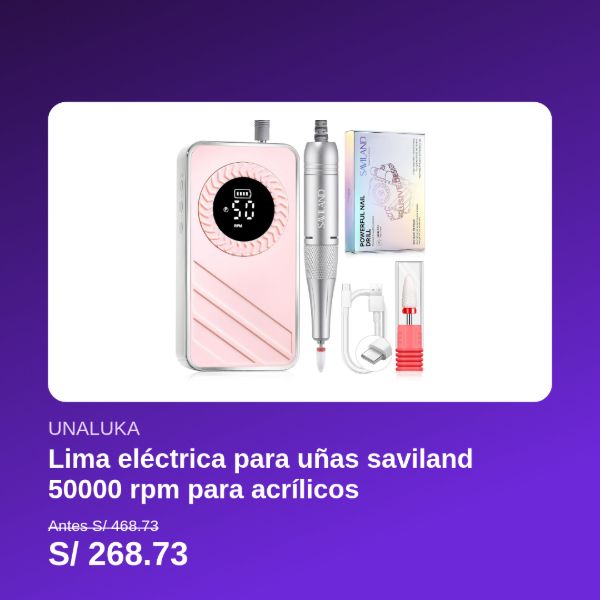 50
RPM
SAVILAND
SAVILAND
POWERFUL NAIL
DRILL
UNALUKA
Lima eléctrica para uñas saviland
50000 rpm para acrílicos
Antes S/ 468.73
S/ 268.73